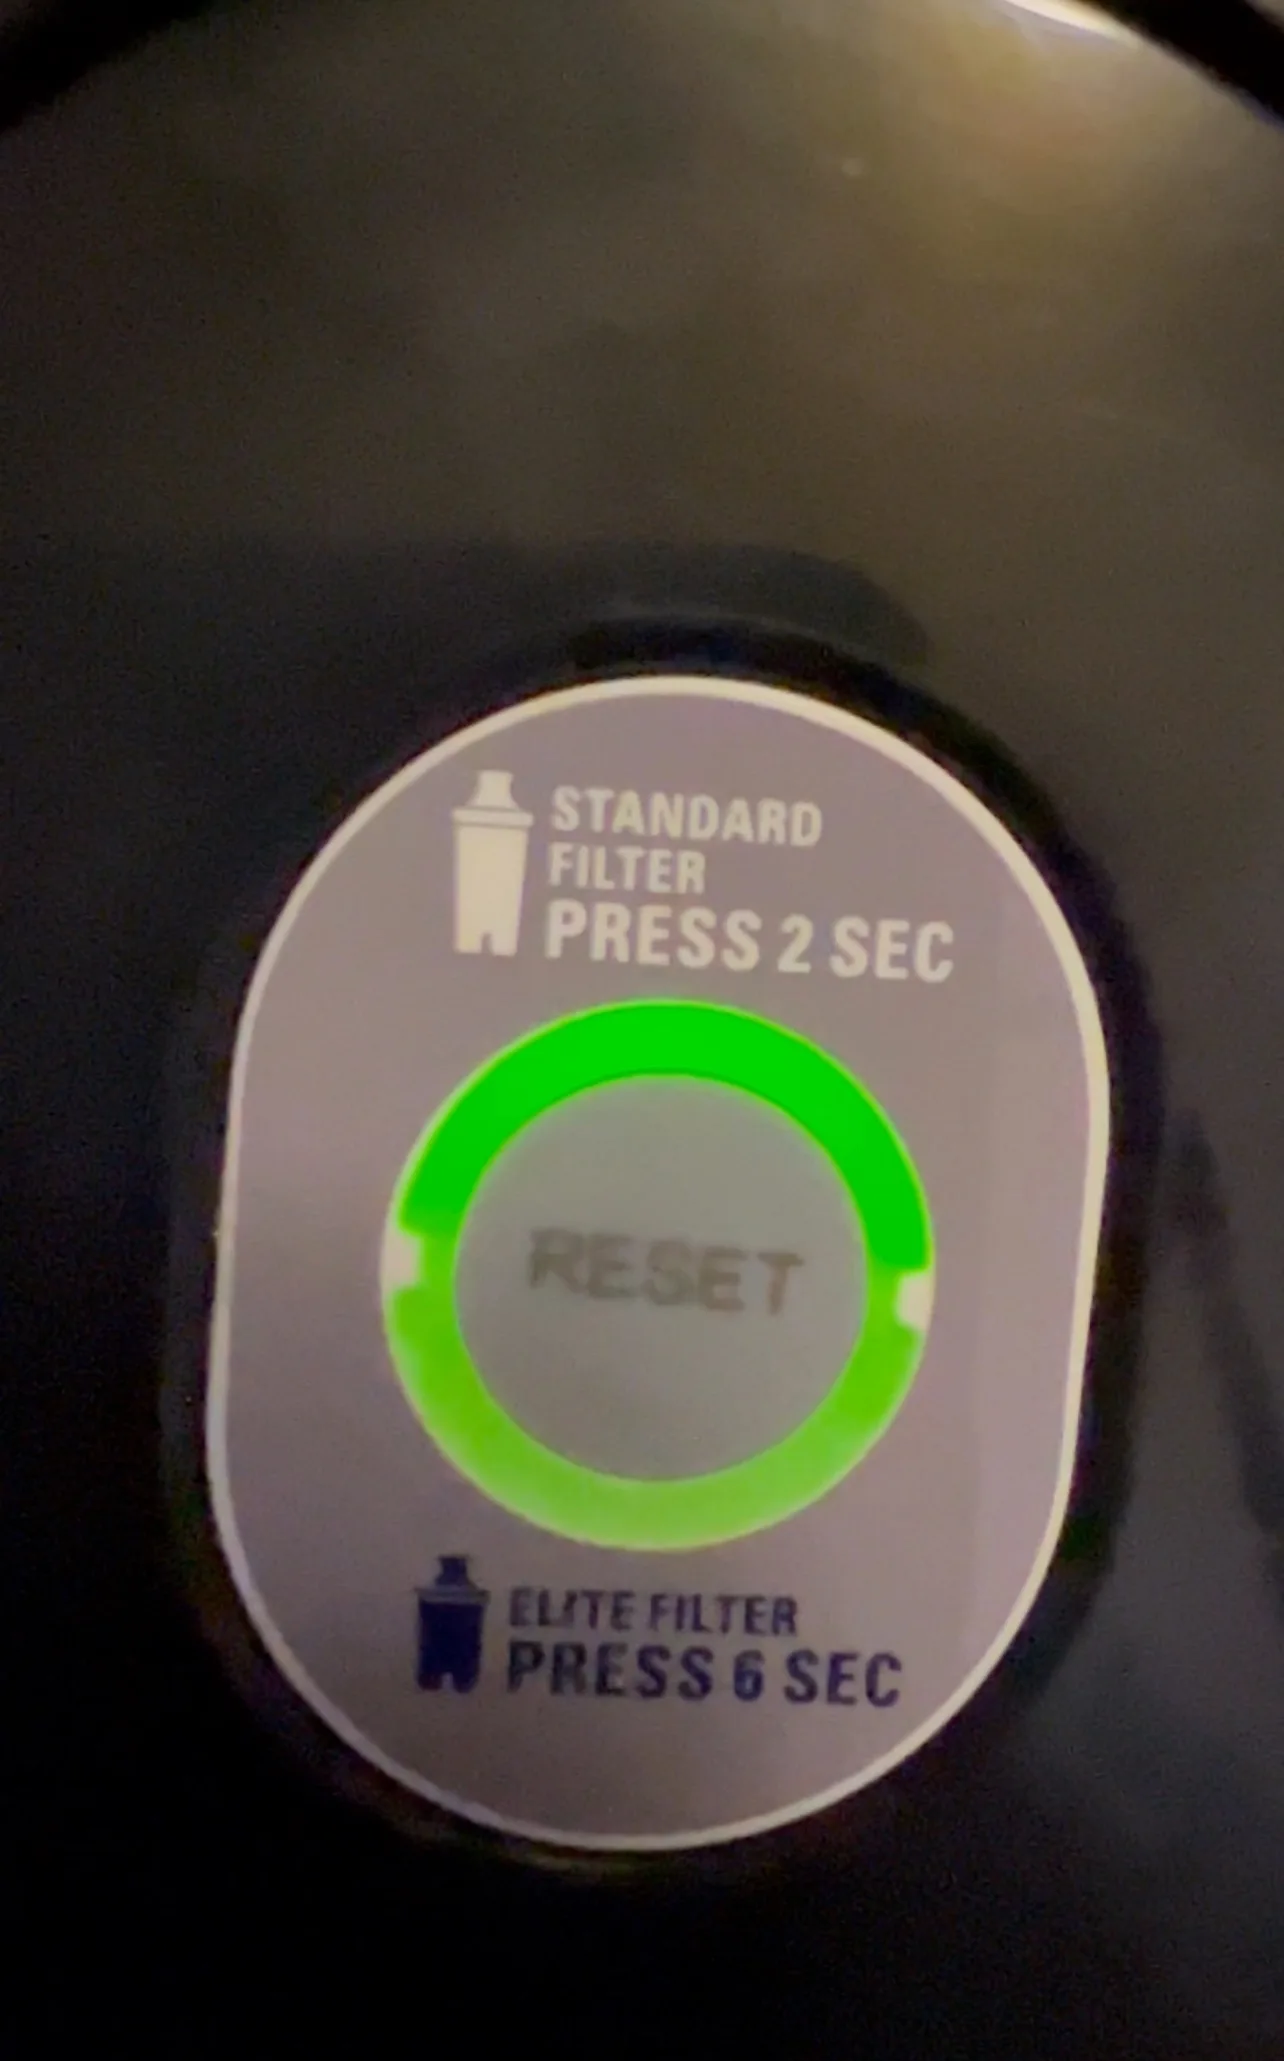 STANDARD
FILTER
PRESS 2 SEC
RESET
ELITE FILTER
PRESS 6 SEC